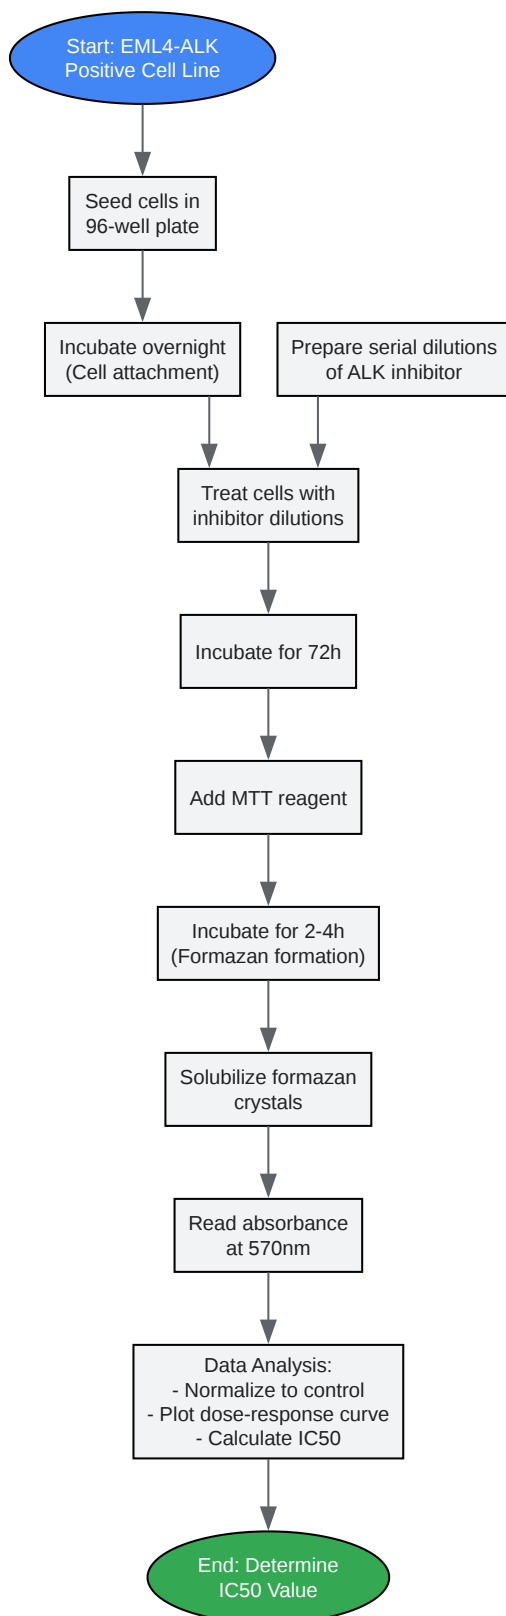 Start: EML4-ALK
Positive Cell Line
Seed cells in
96-well plate
Incubate overnight
(Cell attachment)
Prepare serial dilutions
of ALK inhibitor
Treat cells with
inhibitor dilutions
Incubate for 72h
Add MTT reagent
Incubate for 2-4h
(Formazan formation)
Solubilize formazan
crystals
Read absorbance
at 570nm
Data Analysis:
- Normalize to control
- Plot dose-response curve
- Calculate IC50
End: Determine
IC50 Value